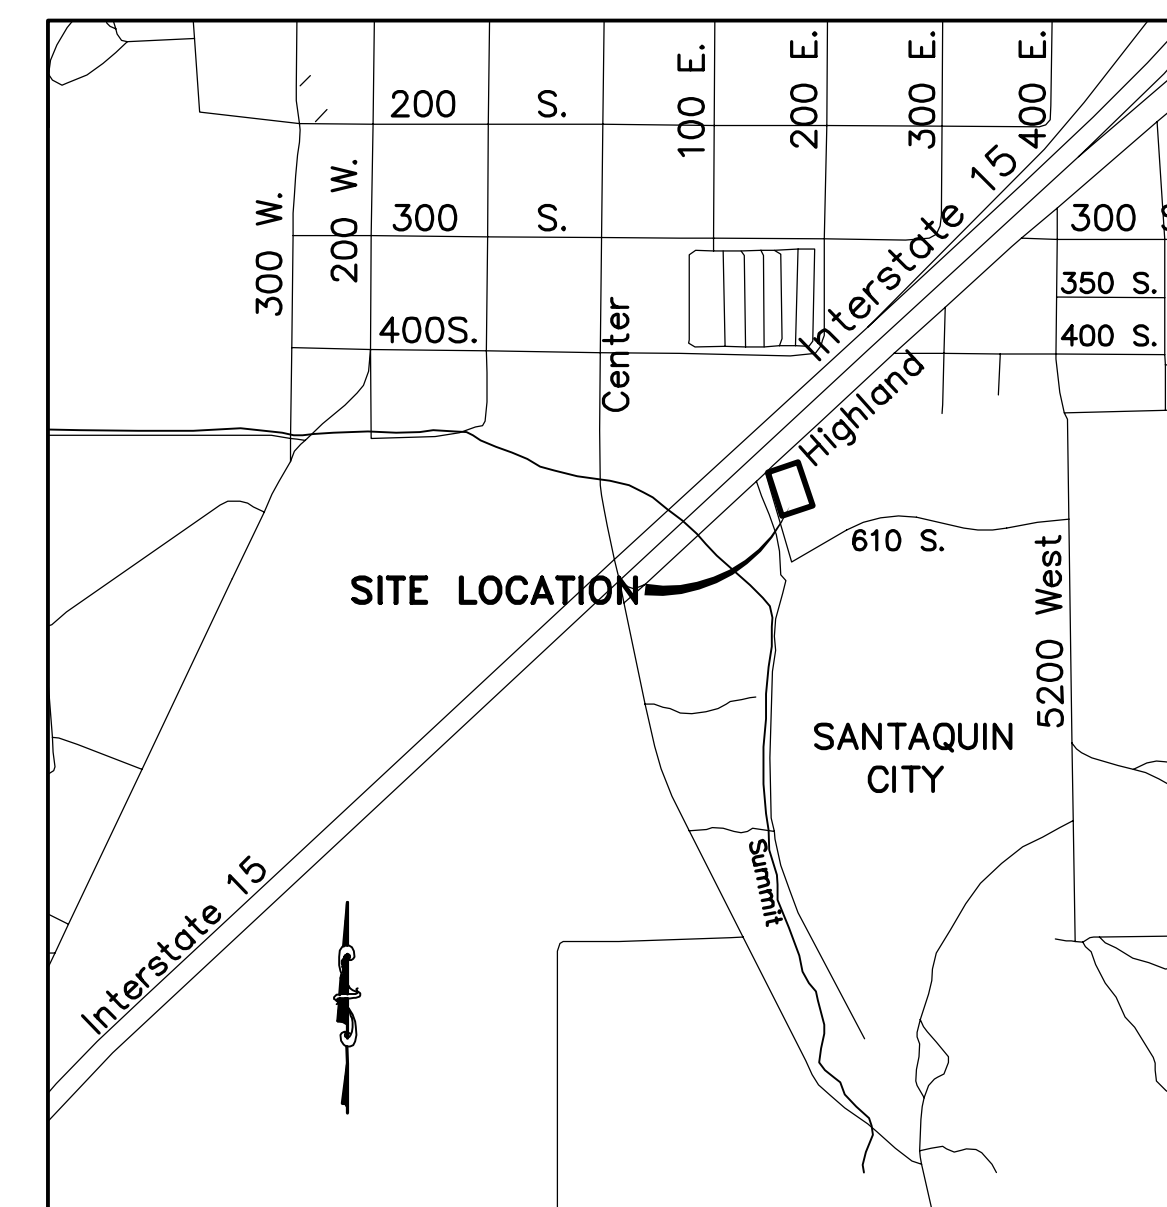 200 S.
100 E.
200 E.
300 E.
400 E.
300 W.
200 W.
300 S.
Interstate 15
300 S
350 S.
400S.
400 S.
Center
Highland
610 S.
SITE LOCATION
5200 West
SANTAQUIN
CITY
Summit
Interstate 15